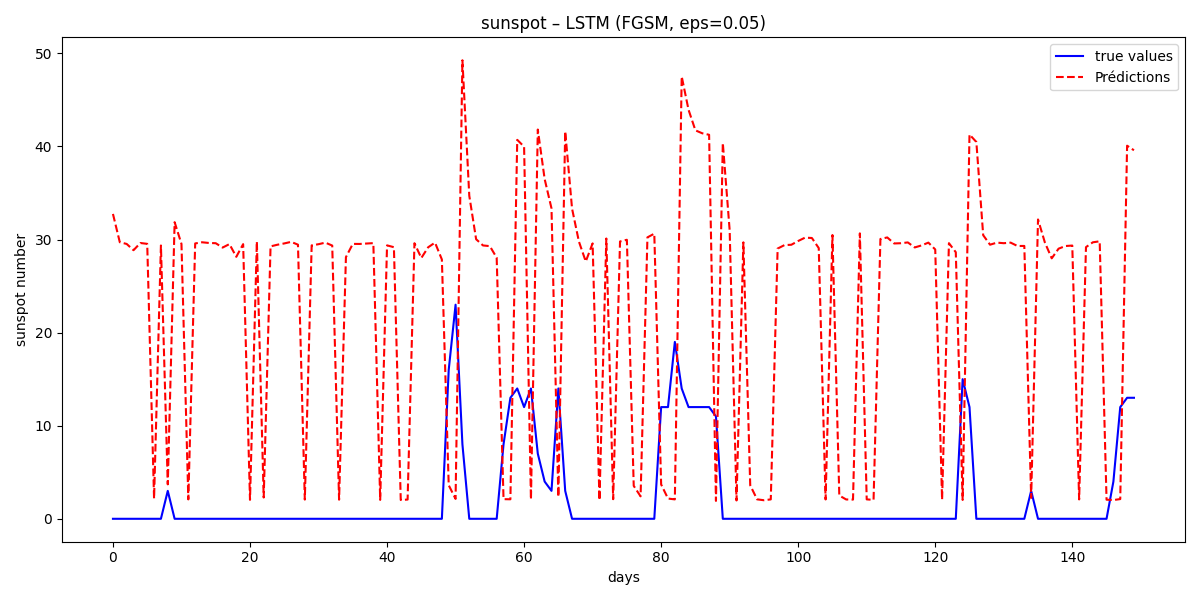 sunspot – LSTM (FGSM, eps=0.05)
true values
Prédictions
sunspot number
50
40
30
20
10
0
0 20 40 60 80 100 120 140
days